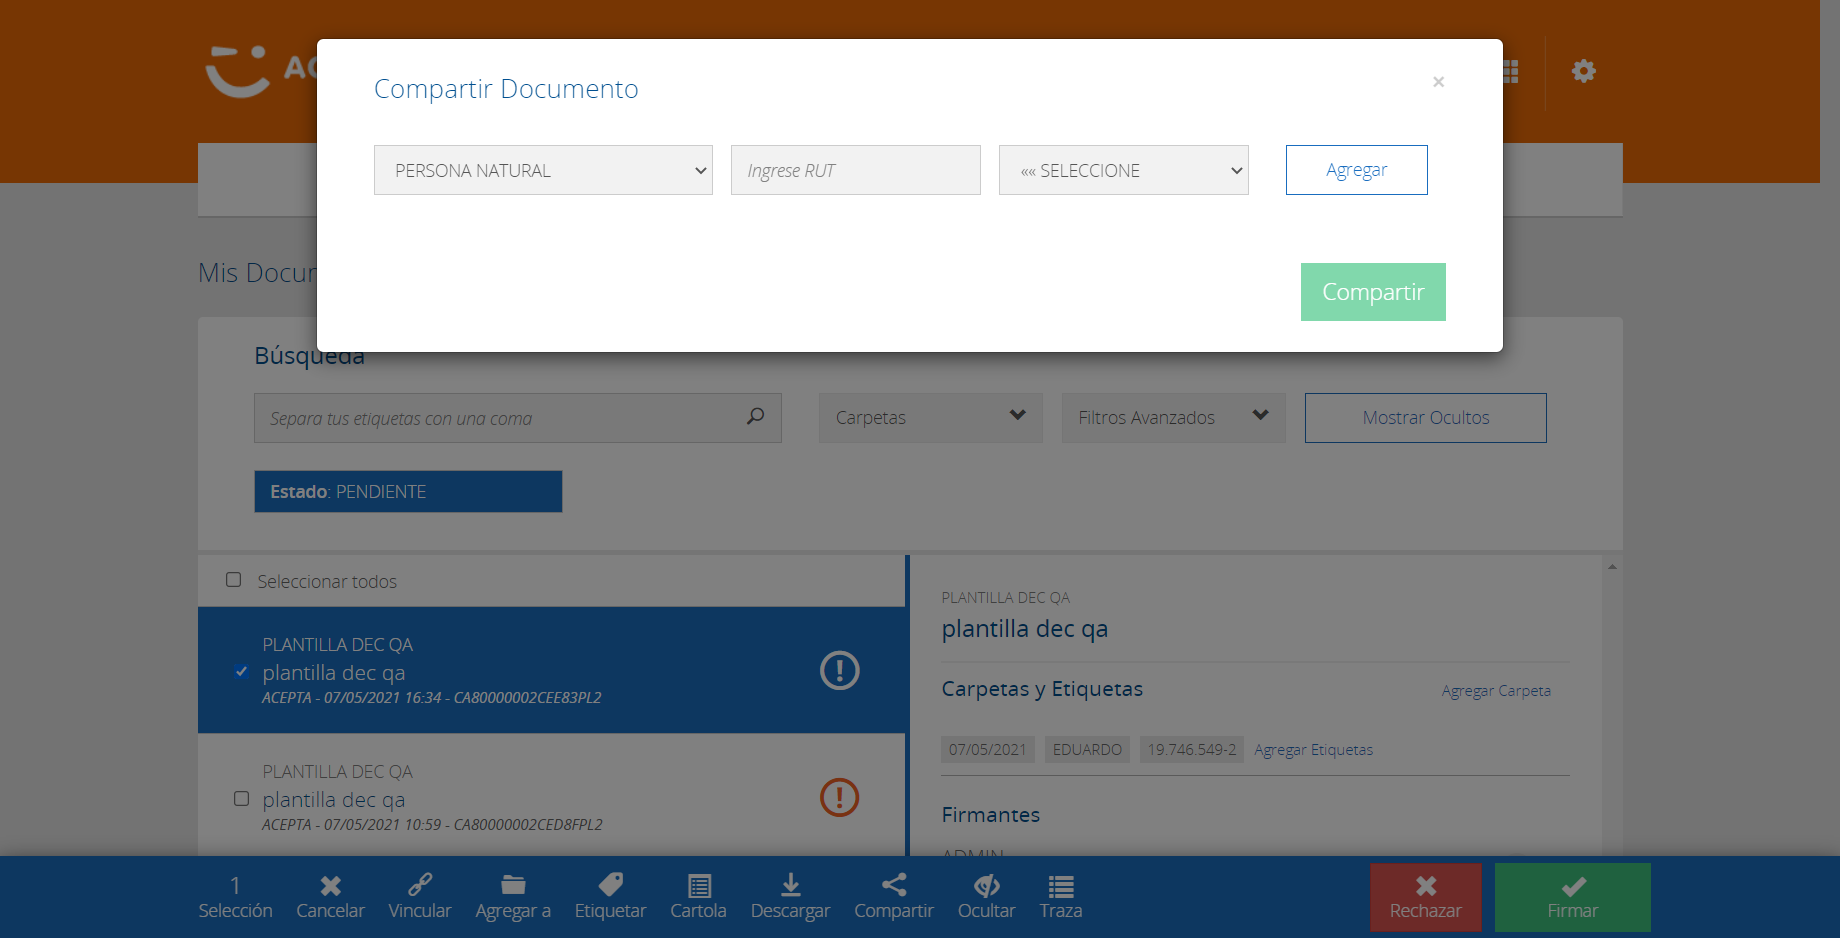 Compartir Documento
×
PERSONA NATURAL
Ingrese RUT
«« SELECCIONE
Agregar
Compartir
Búsqueda
Separa tus etiquetas con una coma
Carpetas
Filtros Avanzados
Mostrar Ocultos
Estado: PENDIENTE
Seleccionar todos
PLANTILLA DEC QA
plantilla dec qa
ACEPTA - 07/05/2021 16:34 - CA80000002CEE83PL2
PLANTILLA DEC QA
plantilla dec qa
ACEPTA - 07/05/2021 10:59 - CA80000002CED8FPL2
PLANTILLA DEC QA
plantilla dec qa
Carpetas y Etiquetas
Agregar Carpeta
07/05/2021
EDUARDO
19.746.549-2
Agregar Etiquetas
Firmantes
ADMIN
1
Selección
Cancelar
Vincular
Agregar a
Etiquetar
Cartola
Descargar
Compartir
Ocultar
Traza
Rechazar
Firmar